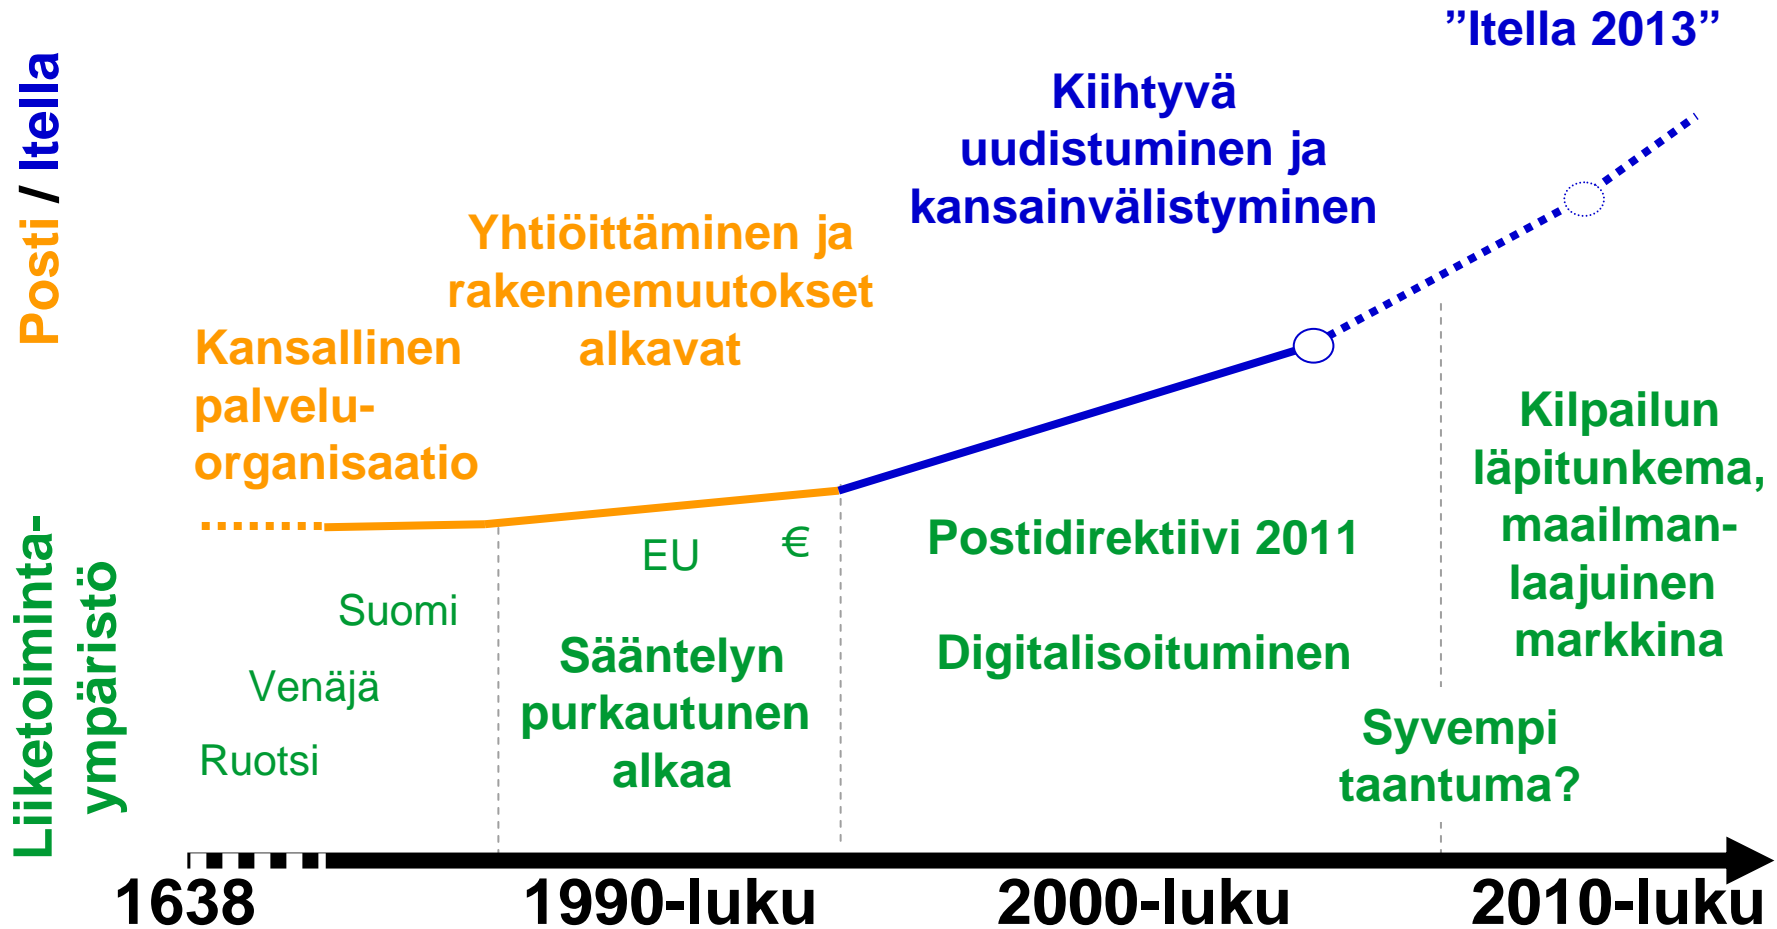 ”Itella 2013”
Posti / Itella
Kiihtyvä
uudistuminen ja
kansainvälistyminen
Yhtiöittäminen ja
rakennemuutokset
alkavat
Kansallinen
palvelu-
organisaatio
Liiketoiminta-
ympäristö
Ruotsi
Venäjä
Suomi
EU
€
Sääntelyn
purkautunen
alkaa
Postidirektiivi 2011
Digitalisoituminen
Kilpailun
läpitunkema,
maailman-
laajuinen
markkina
Syvempi
taantuma?
1638
1990-luku
2000-luku
2010-luku